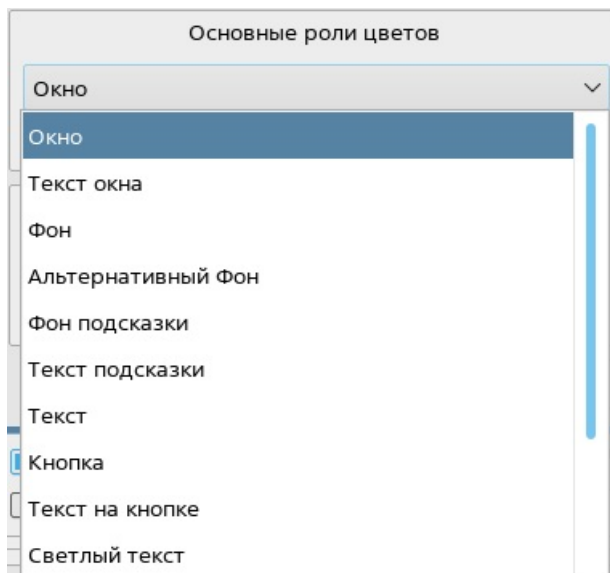 Основные роли цветов
Окно
Окно
Текст окна
Фон
Альтернативный Фон
Фон подсказки
Текст подсказки
Текст
Кнопка
Текст на кнопке
Светлый текст